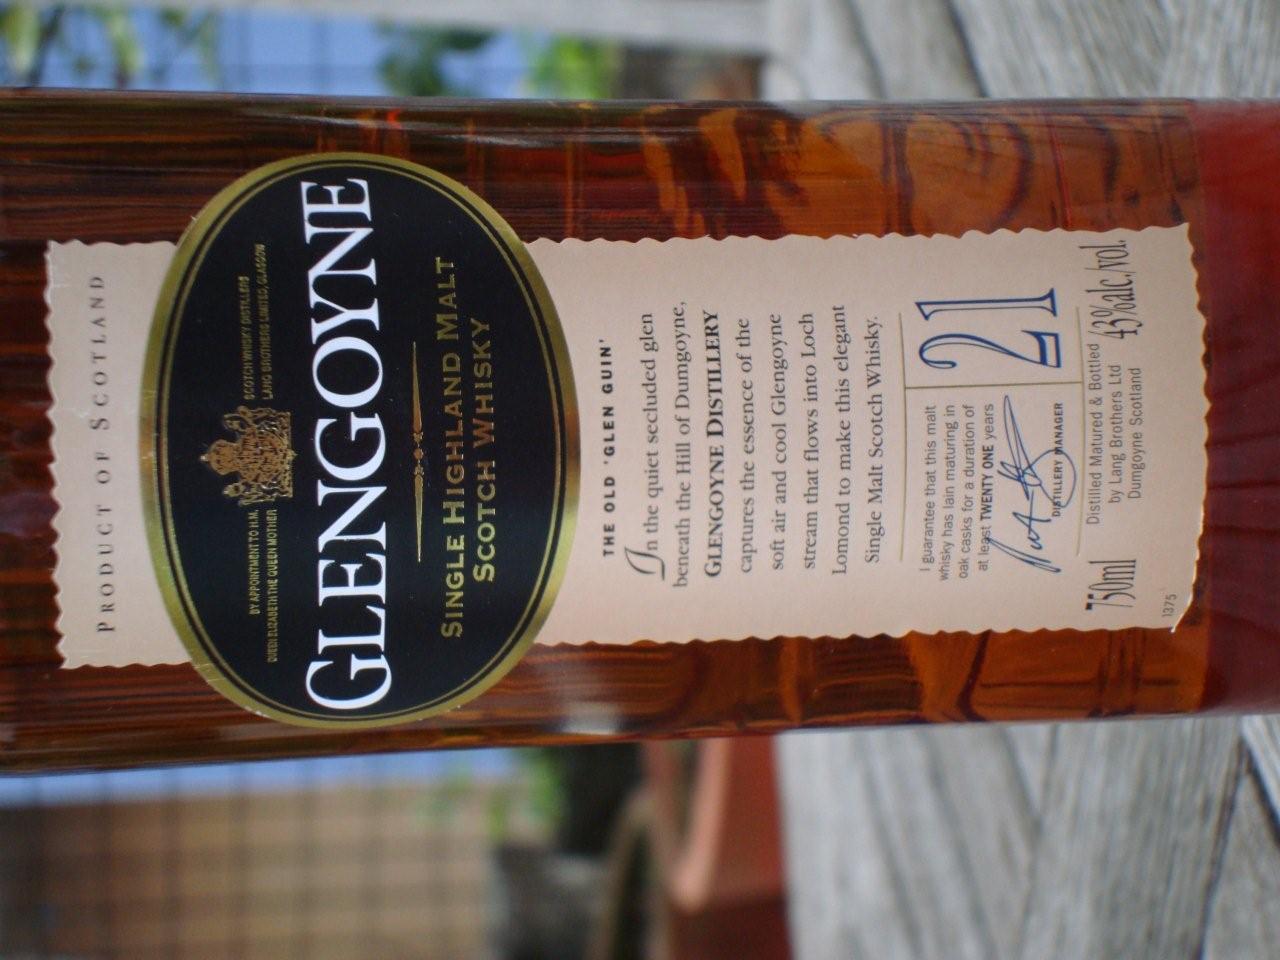 PRODUCT OF SCOTLAND
BY APPOINTMENT TO H.M.
QUEEN ELIZABETH THE QUEEN MOTHER
SCOTCH WHISKY DISTILLERS
LANG BROTHERS LIMITED, GLASGOW
GLENGOYNE
SINGLE HIGHLAND MALT
SCOTCH WHISKY
THE OLD 'GLEN GUIN'
In the quiet secluded glen
beneath the Hill of Dumgoyne,
GLENGOYNE DISTILLERY
captures the essence of the
soft air and cool Glengoyne
stream that flows into Loch
Lomond to make this elegant
Single Malt Scotch Whisky.
I guarantee that this malt
whisky has lain maturing in
oak casks for a duration of
at least TWENTY ONE years
DISTILLERY MANAGER
21
750ml
Distilled Matured & Bottled
by Lang Brothers Ltd
Dumgoyne Scotland
43%alc./vol.
1375